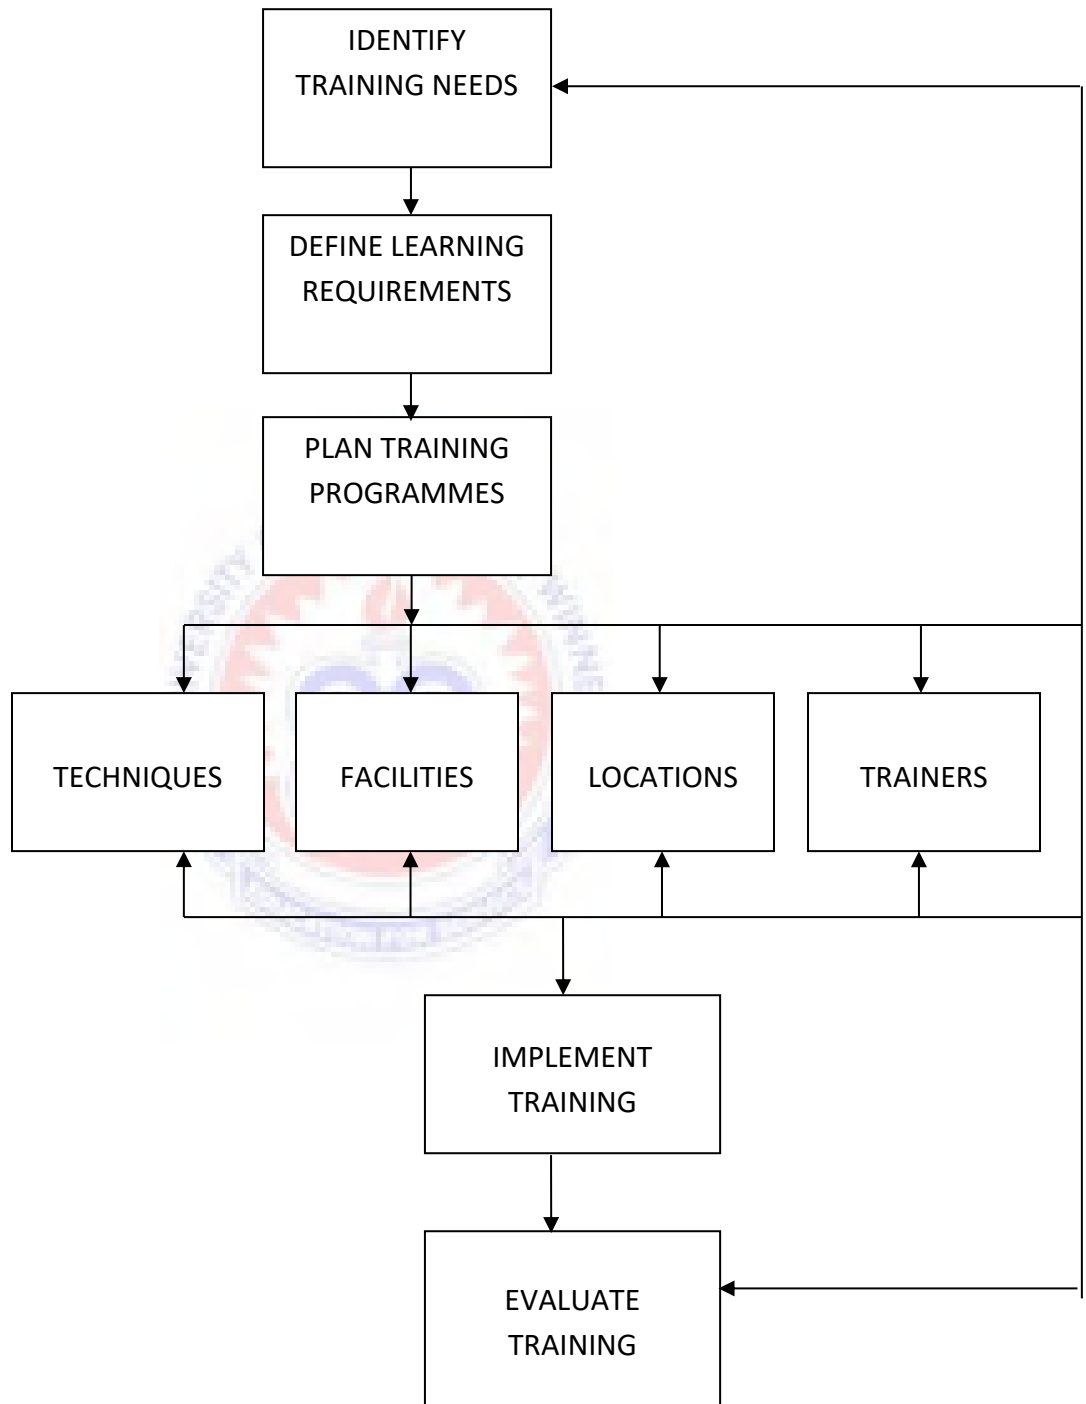 IDENTIFY
TRAINING NEEDS
DEFINE LEARNING
REQUIREMENTS
PLAN TRAINING
PROGRAMMES
TECHNIQUES
FACILITIES
LOCATIONS
TRAINERS
IMPLEMENT
TRAINING
EVALUATE
TRAINING